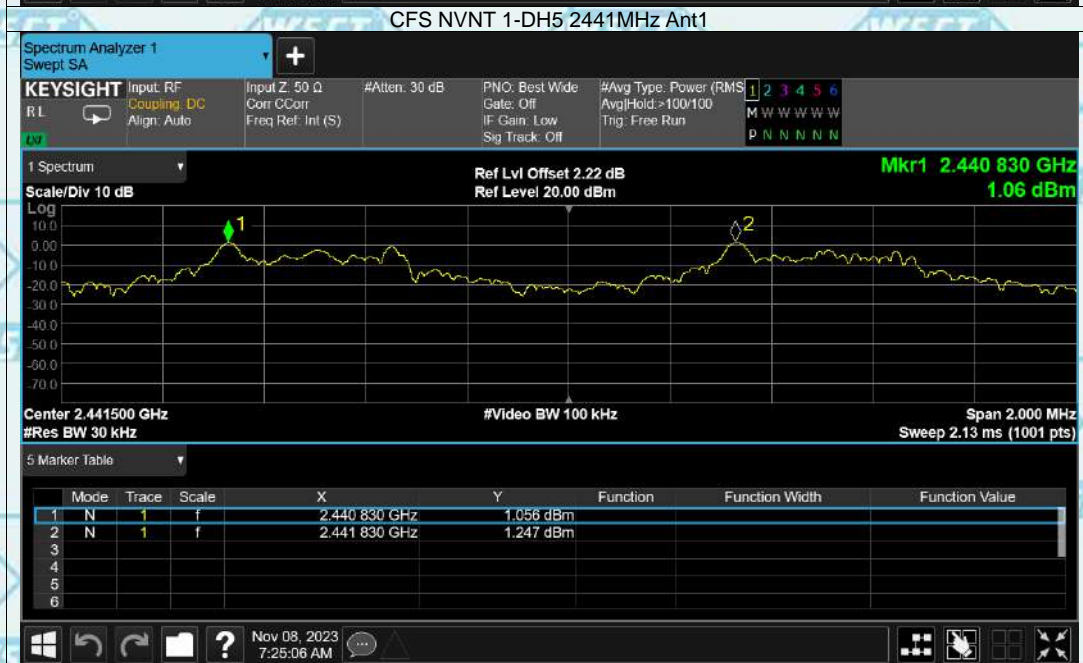 CFS NVNT 1-DH5 2441MHz Ant1
Spectrum Analyzer 1
Swept SA
+
KEYSIGHT Input: RF Input Z: 50 Ω #Atten: 30 dB PNO: Best Wide #Avg Type: Power (RMS 1 2 3 4 5 6
RL Coupling: DC Corr CCorr Gate: Off Avg|Hold:>100/100 M W W W W W
Align: Auto Freq Ref: Int (S) IF Gain: Low Trig: Free Run
LXI Sig Track: Off P N N N N N
1 Spectrum Ref Lvl Offset 2.22 dB Mkr1 2.440 830 GHz
Scale/Div 10 dB Ref Level 20.00 dBm 1.06 dBm
Log
10.0 1 2
0.00
-10.0
-20.0
-30.0
-40.0
-50.0
-60.0
-70.0
Center 2.441500 GHz #Video BW 100 kHz Span 2.000 MHz
#Res BW 30 kHz Sweep 2.13 ms (1001 pts)
5 Marker Table
Mode Trace Scale X Y Function Function Width Function Value
1 N 1 f 2.440 830 GHz 1.056 dBm
2 N 1 f 2.441 830 GHz 1.247 dBm
3
4
5
6
? Nov 08, 2023
7:25:06 AM